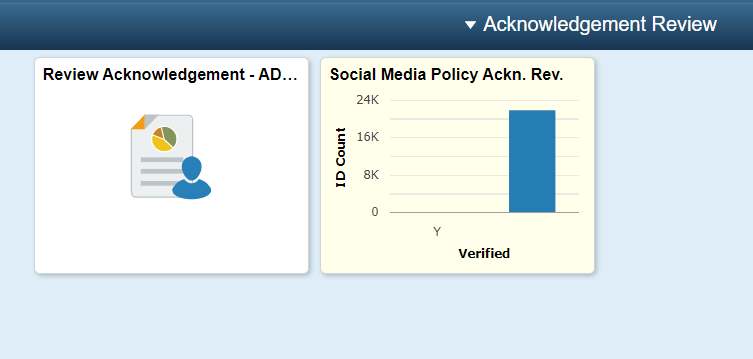 Acknowledgement Review
Review Acknowledgement - AD...
Social Media Policy Ackn. Rev.
24K
16K
8K
0
ID Count
Y
Verified